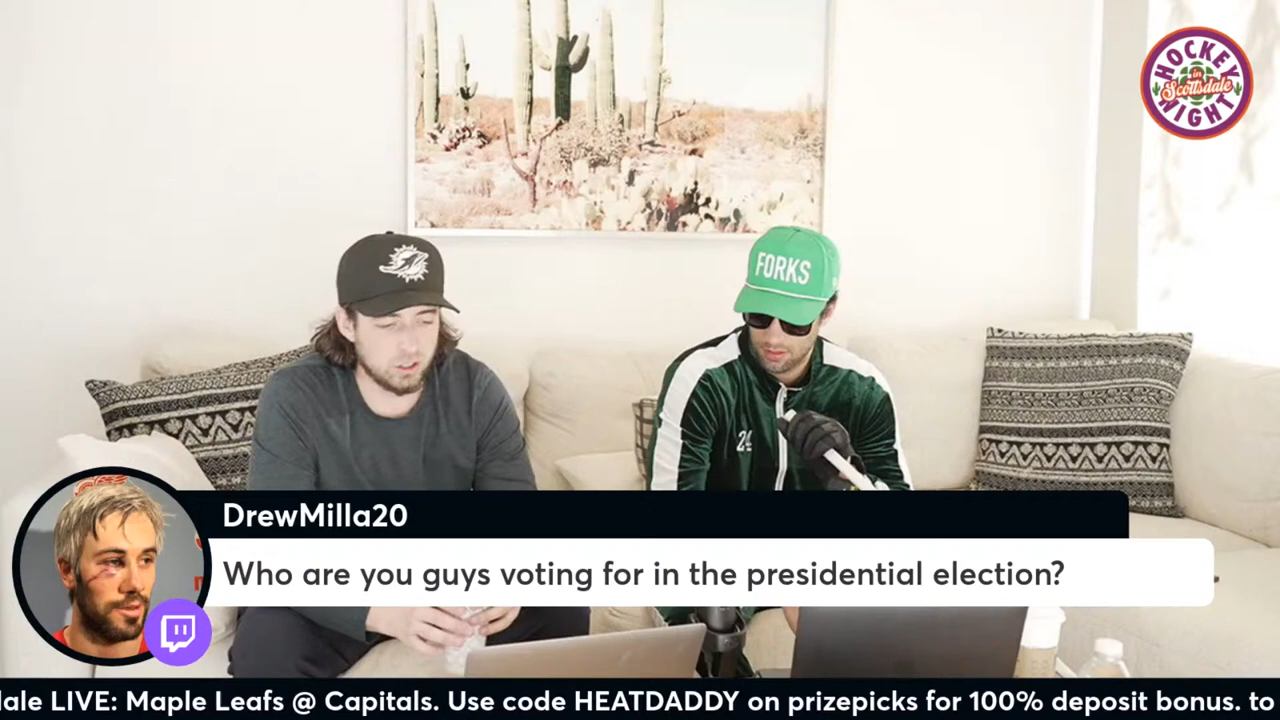 HOCKEY
in
Scottsdale
NIGHT
FORKS
24
DrewMilla20
Who are you guys voting for in the presidential election?
dale LIVE: Maple Leafs @ Capitals. Use code HEATDADDY on prizepicks for 100% deposit bonus. to